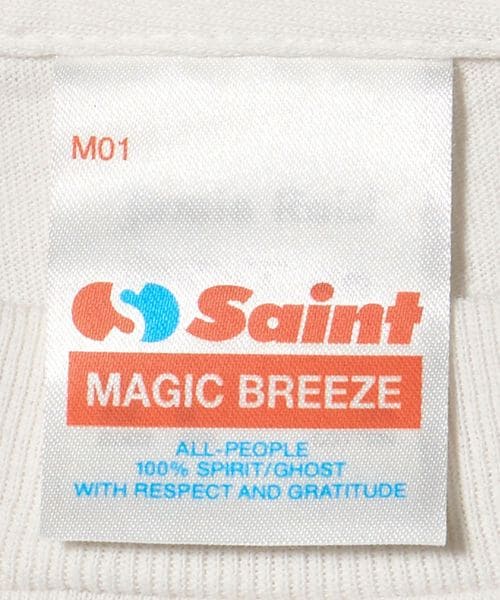 M01
Saint
MAGIC BREEZE
ALL-PEOPLE
100% SPIRIT/GHOST
WITH RESPECT AND GRATITUDE